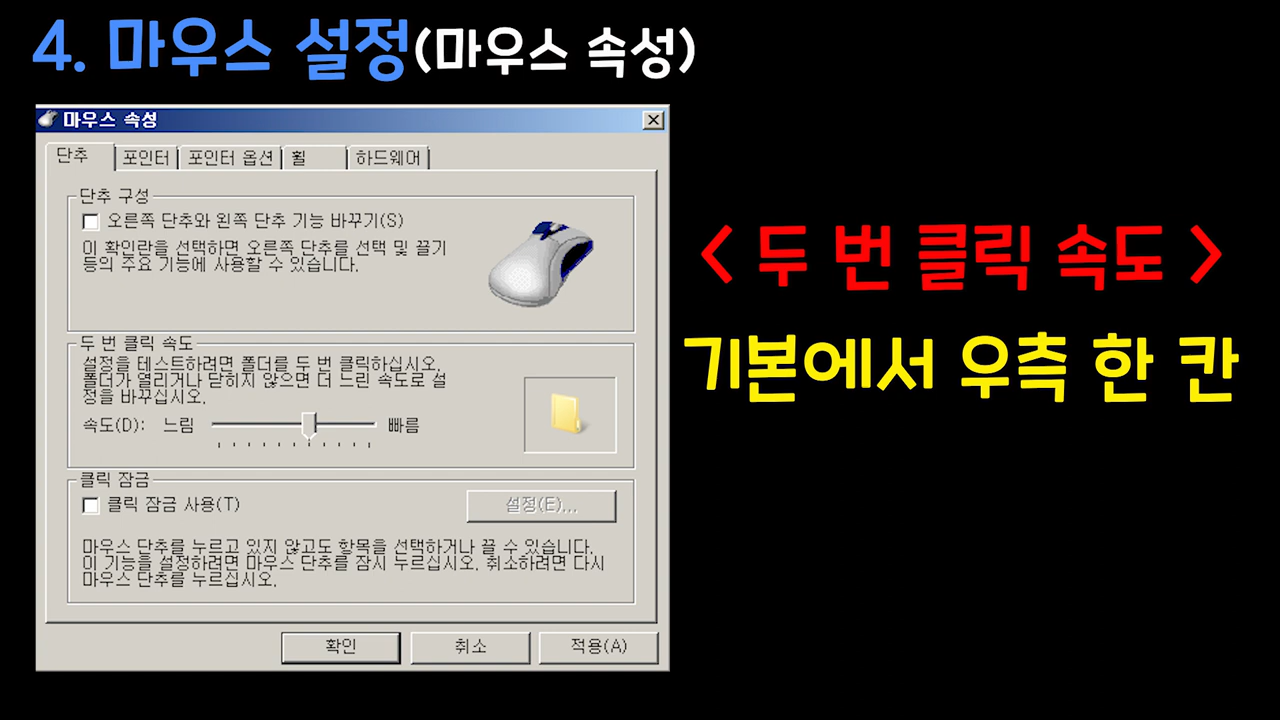 4. 마우스 설정(마우스 속성)
마우스 속성
단추 포인터 포인터 옵션 휠 하드웨어
단추 구성
오른쪽 단추와 왼쪽 단추 기능 바꾸기(S)
이 확인란을 선택하면 오른쪽 단추를 선택 및 끌기
등의 주요 기능에 사용할 수 있습니다.
< 두 번 클릭 속도 >
기본에서 우측 한 칸
두 번 클릭 속도
설정을 테스트하려면 폴더를 두 번 클릭하십시오.
폴더가 열리거나 닫히지 않으면 더 느린 속도로 설
정을 바꾸십시오.
속도(D): 느림 빠름
클릭 잠금
클릭 잠금 사용(T)
설정(E)...
마우스 단추를 누르고 있지 않고도 항목을 선택하거나 끌 수 있습니다.
이 기능을 설정하려면 마우스 단추를 잠시 누르십시오. 취소하려면 다시
마우스 단추를 누르십시오.
확인 취소 적용(A)